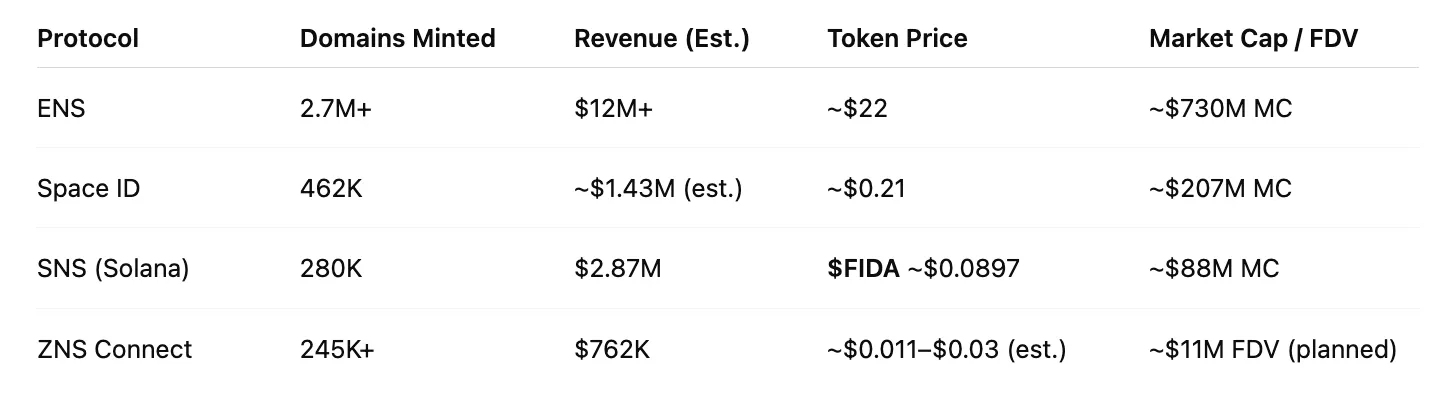 Protocol Domains Minted Revenue (Est.) Token Price Market Cap / FDV
ENS 2.7M+ $12M+ ~$22 ~$730M MC
Space ID 462K ~$1.43M (est.) ~$0.21 ~$207M MC
SNS (Solana) 280K $2.87M $FIDA ~$0.0897 ~$88M MC
ZNS Connect 245K+ $762K ~$0.011–$0.03 (est.) ~$11M FDV (planned)